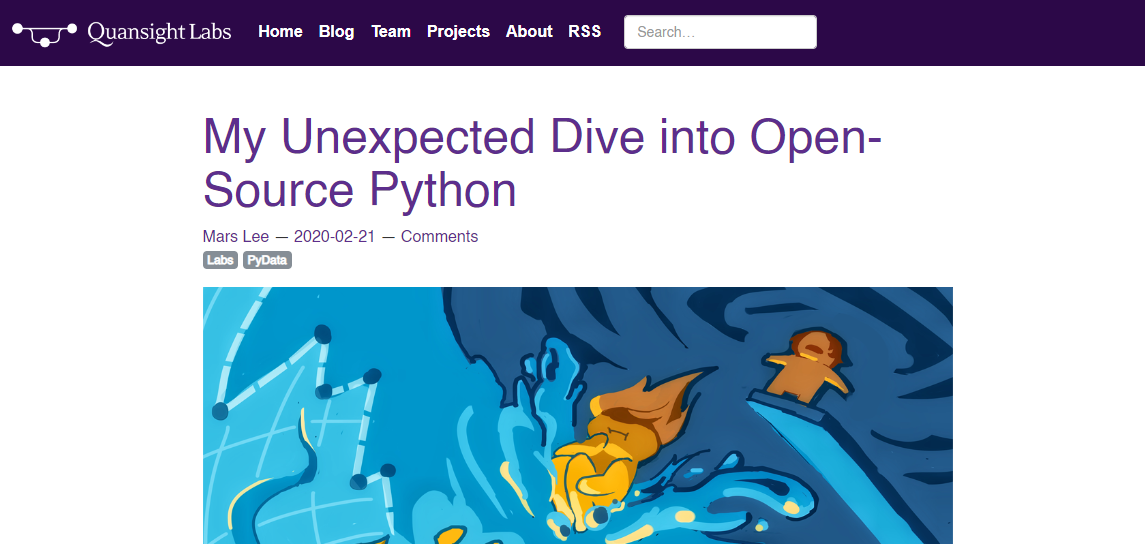 Quansight Labs Home Blog Team Projects About RSS Search...
My Unexpected Dive into Open-
Source Python
Mars Lee — 2020-02-21 — Comments
Labs PyData